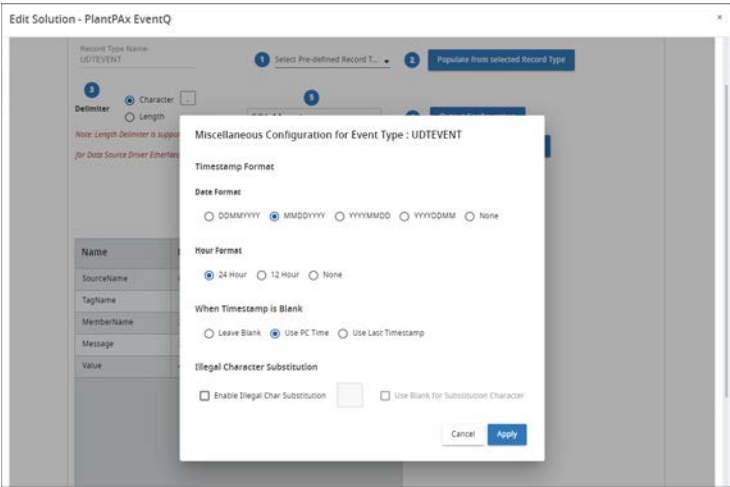 Edit Solution - PlantPAx EventQ
×
Record Type Name
UDTEVENT
1 Select Pre-defined Record T...
2 Populate from selected Record Type
3
Delimiter
Character
Length
5
Note: Length Delimiter is suppo
for Data Source Driver EtherNe
Miscellaneous Configuration for Event Type : UDTEVENT
Timestamp Format
Date Format
DDMMYYYY MMDDYYYY YYYYMMDD YYYYDDMM None
Hour Format
24 Hour 12 Hour None
When Timestamp is Blank
Leave Blank Use PC Time Use Last Timestamp
Illegal Character Substitution
Enable Illegal Char Substitution Use Blank for Substitution Character
Cancel Apply
Name
SourceName
TagName
MemberName
Message
Value